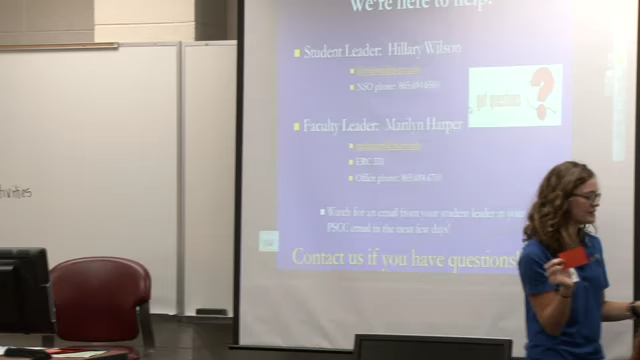 We're here to help!
Student Leader: Hillary Wilson
NSO phone:
got questions
Faculty Leader: Marilyn Harper
Office phone:
Watch for an email from your student leader in your
PSCC email in the next few days!
Contact us if you have questions